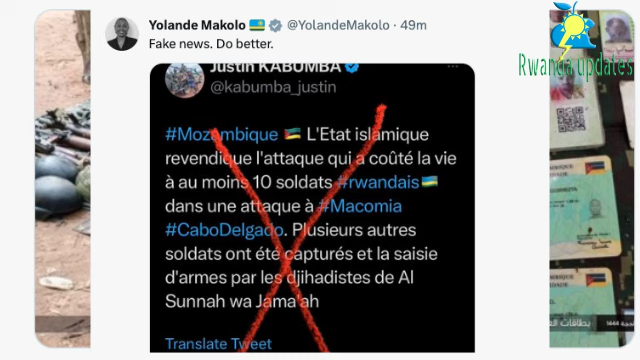 Yolande Makolo 🇷🇼 @YolandeMakolo · 49m
Fake news. Do better.
Rwanga updates
Justin KABUMBA
@kabumba_justin
#Mozambique 🇲🇿 L'Etat islamique
revendique l'attaque qui a coûté la vie
à au moins 10 soldats #rwandais🇷🇼
dans une attaque à #Macomia
#CaboDelgado. Plusieurs autres
soldats ont été capturés et la saisie
d'armes par les djihadistes de Al
Sunnah wa Jama'ah
Translate Tweet